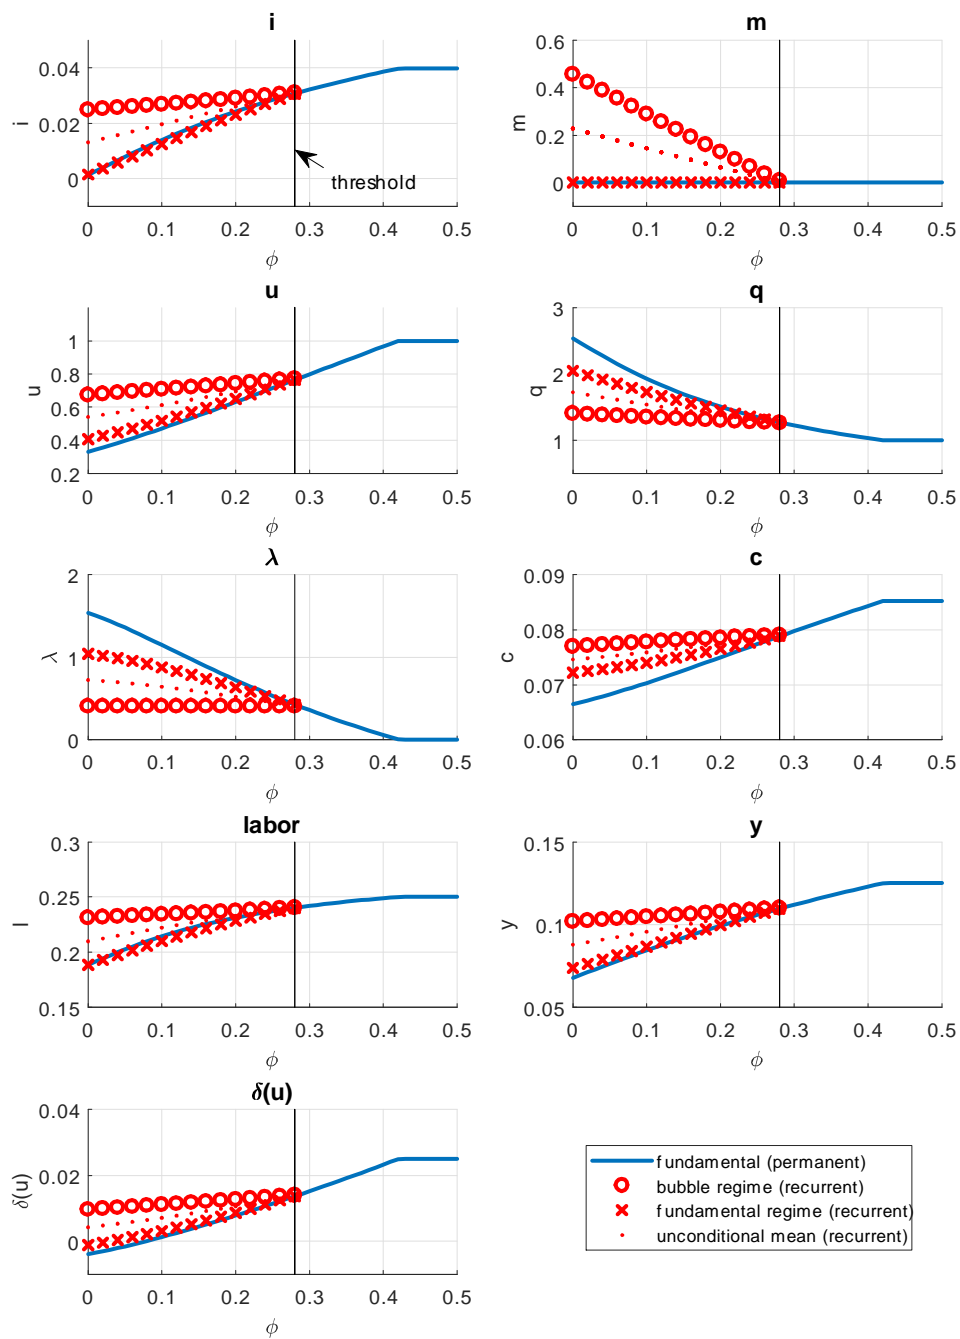 i
m
0.04
0.02
0
i
threshold
0 0.1 0.2 0.3 0.4 0.5
ϕ
0.6
0.4
0.2
0
m
0 0.1 0.2 0.3 0.4 0.5
ϕ
u
q
1
0.8
0.6
0.4
0.2
u
0 0.1 0.2 0.3 0.4 0.5
ϕ
3
2
1
q
0 0.1 0.2 0.3 0.4 0.5
ϕ
λ
c
2
1
0
λ
0 0.1 0.2 0.3 0.4 0.5
ϕ
0.09
0.08
0.07
0.06
c
0 0.1 0.2 0.3 0.4 0.5
ϕ
labor
y
0.3
0.25
0.2
0.15
l
0 0.1 0.2 0.3 0.4 0.5
ϕ
0.15
0.1
0.05
y
0 0.1 0.2 0.3 0.4 0.5
ϕ
δ(u)
0.04
0.02
0
δ(u)
0 0.1 0.2 0.3 0.4 0.5
ϕ
fundamental (permanent)
bubble regime (recurrent)
fundamental regime (recurrent)
unconditional mean (recurrent)